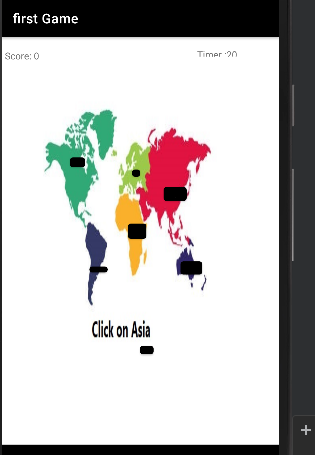 first Game
Score: 0
Timer :20
Click on Asia